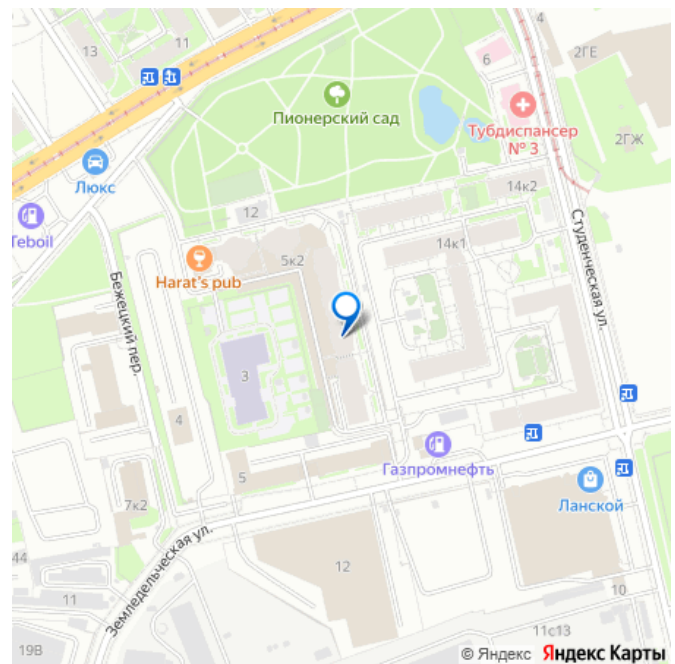 4
2ГЕ
11
13
6
Пионерский сад
Тубдиспансер
№ 3
2ГЖ
Люкс
14к2
Teboil
12
14к1
Студенческая ул.
5к2
Harat's pub
Бежецкий пер.
3
4
Газпромнефть
5
Ланской
7к2
Земледельческая ул.
44
12
11
10
11с13
19В
© Яндекс Яндекс Карты